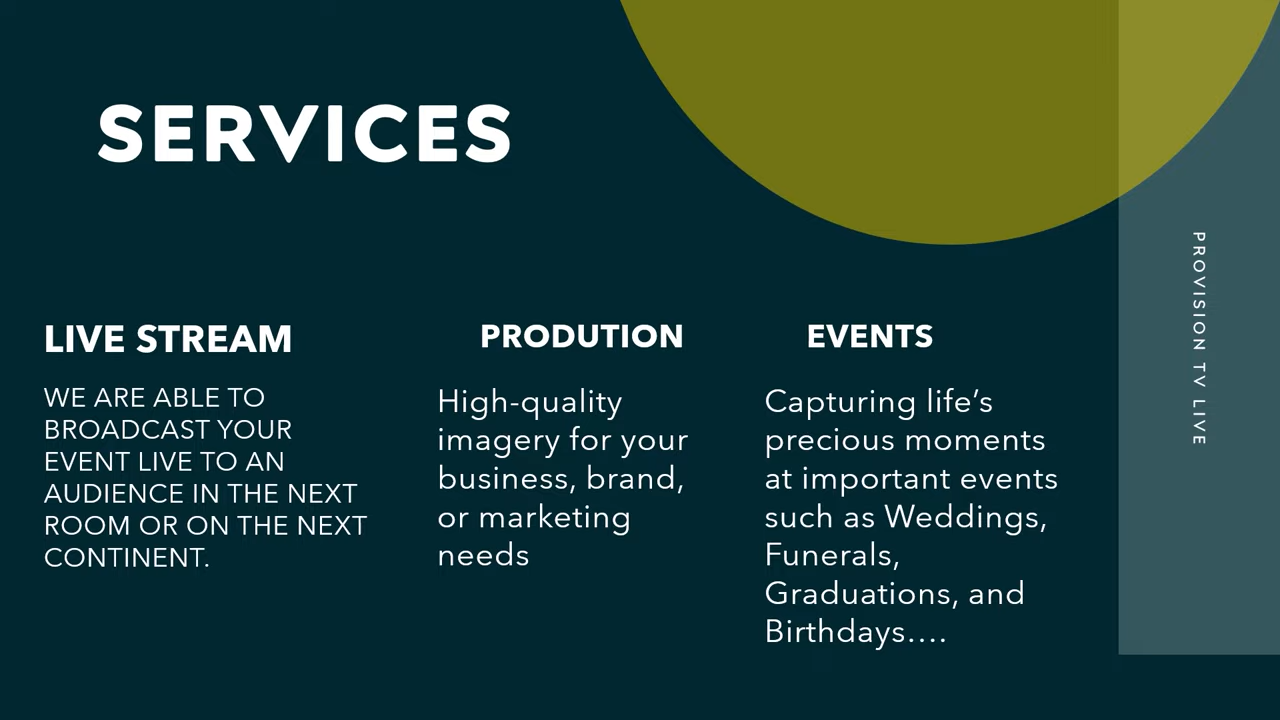 SERVICES
LIVE STREAM
WE ARE ABLE TO
BROADCAST YOUR
EVENT LIVE TO AN
AUDIENCE IN THE NEXT
ROOM OR ON THE NEXT
CONTINENT.
PRODUTION
High-quality
imagery for your
business, brand,
or marketing
needs
EVENTS
Capturing life’s
precious moments
at important events
such as Weddings,
Funerals,
Graduations, and
Birthdays….
PROVISION TV LIVE